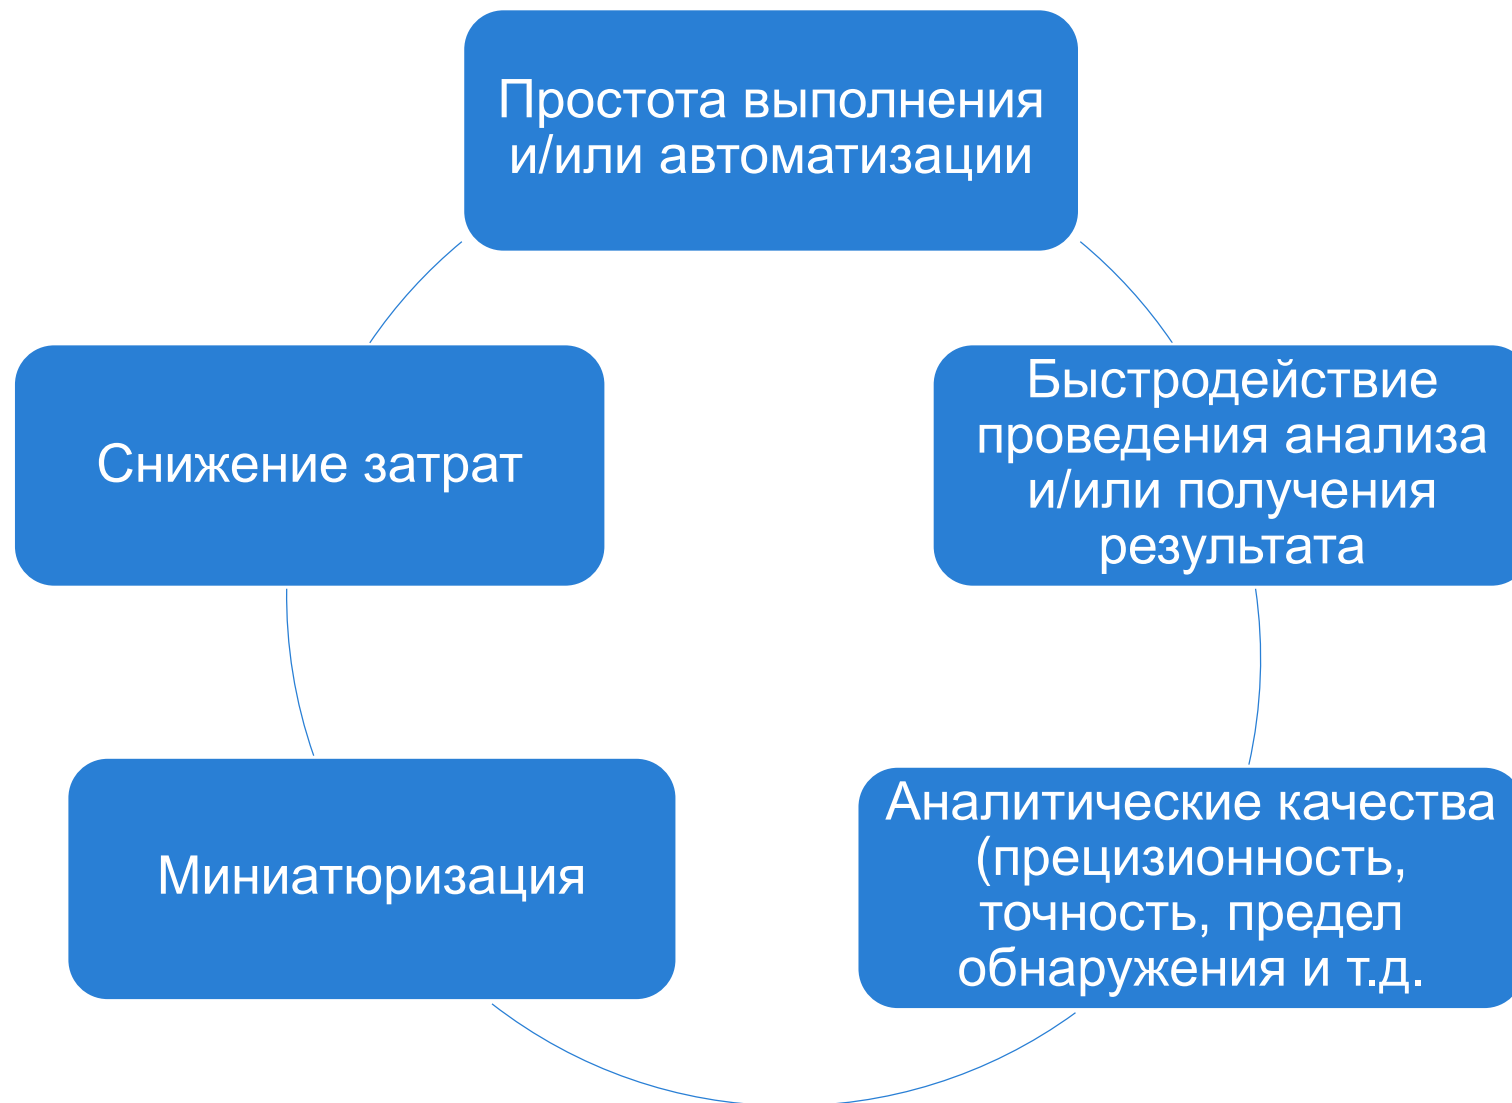 Простота выполнения
и/или автоматизации
Снижение затрат
Быстродействие
проведения анализа
и/или получения
результата
Миниатюризация
Аналитические качества
(прецизионность,
точность, предел
обнаружения и т.д.